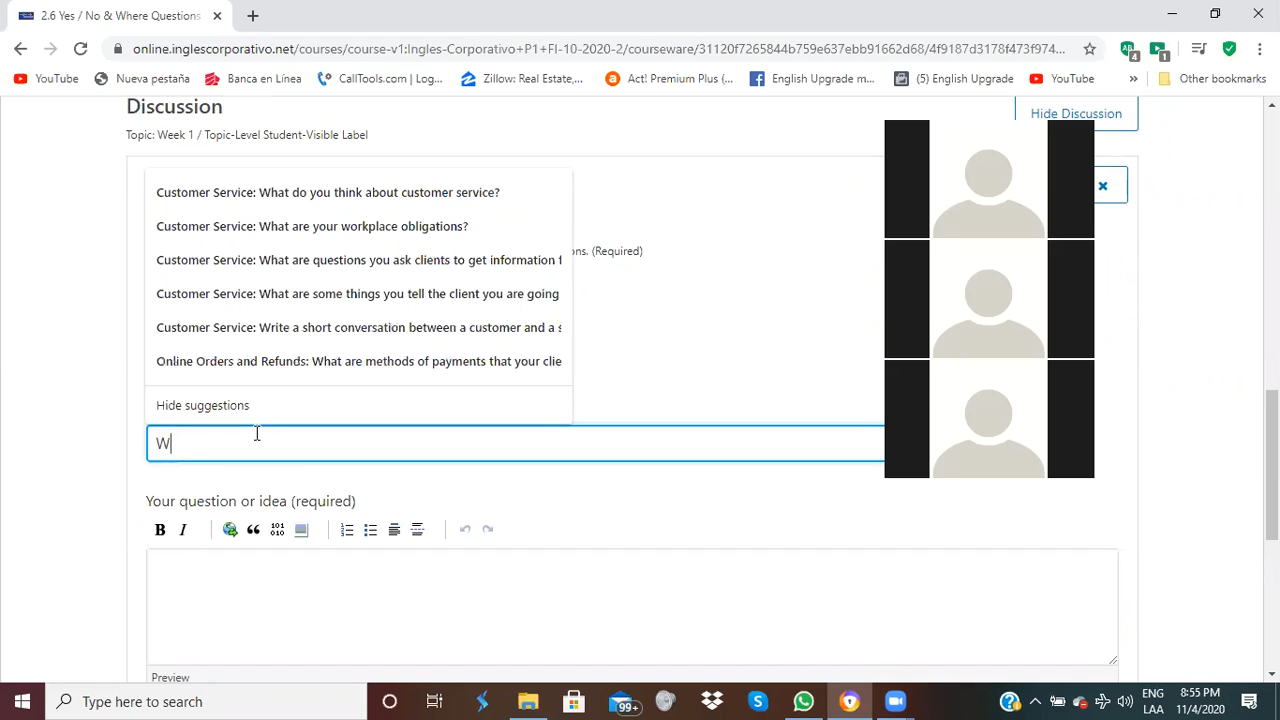 2.6 Yes / No & Where Questions
online.inglescorporativo.net/courses/course-v1:Ingles-Corporativo+P1+FI-10-2020-2/courseware/31120f7265844b759e637ebb91662d68/4f9187d3178f473f974...
4
1
YouTube
Nueva pestaña
Banca en Línea
CallTools.com | Log...
Zillow: Real Estate,...
Act! Premium Plus (...
English Upgrade m...
(5) English Upgrade
YouTube
»
Other bookmarks
Discussion
Hide Discussion
Topic: Week 1 / Topic-Level Student-Visible Label
Customer Service: What do you think about customer service?
Customer Service: What are your workplace obligations?
ons. (Required)
Customer Service: What are questions you ask clients to get information f
Customer Service: What are some things you tell the client you are going
Customer Service: Write a short conversation between a customer and a s
Online Orders and Refunds: What are methods of payments that your clie
Hide suggestions
W
Your question or idea (required)
B I
101
010
Preview
Type here to search
99+
ENG
LAA
8:55 PM
11/4/2020